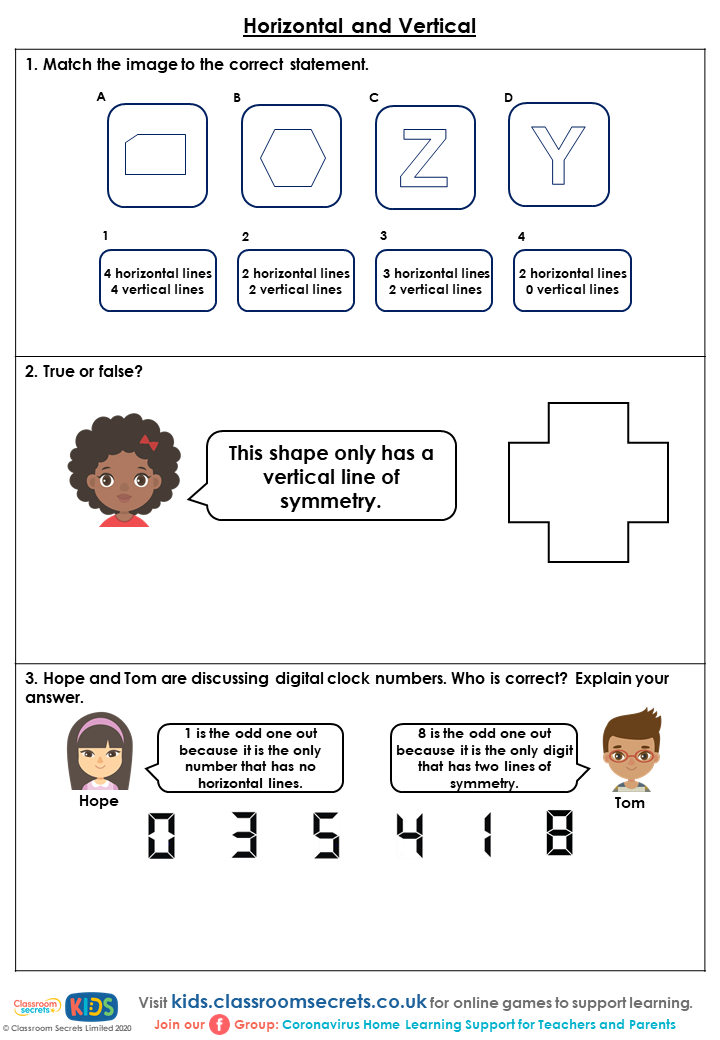 Horizontal and Vertical
1. Match the image to the correct statement.
A
B
C
D
Z
Y
1
2
3
4
4 horizontal lines
4 vertical lines
2 horizontal lines
2 vertical lines
3 horizontal lines
2 vertical lines
2 horizontal lines
0 vertical lines
2. True or false?
This shape only has a
vertical line of
symmetry.
3. Hope and Tom are discussing digital clock numbers. Who is correct? Explain your
answer.
1 is the odd one out
because it is the only
number that has no
horizontal lines.
8 is the odd one out
because it is the only digit
that has two lines of
symmetry.
Hope
Tom
0 3 5 4 1 8
Classroom
Secrets
KIDS
© Classroom Secrets Limited 2020
Visit kids.classroomsecrets.co.uk for online games to support learning.
Join our f Group: Coronavirus Home Learning Support for Teachers and Parents